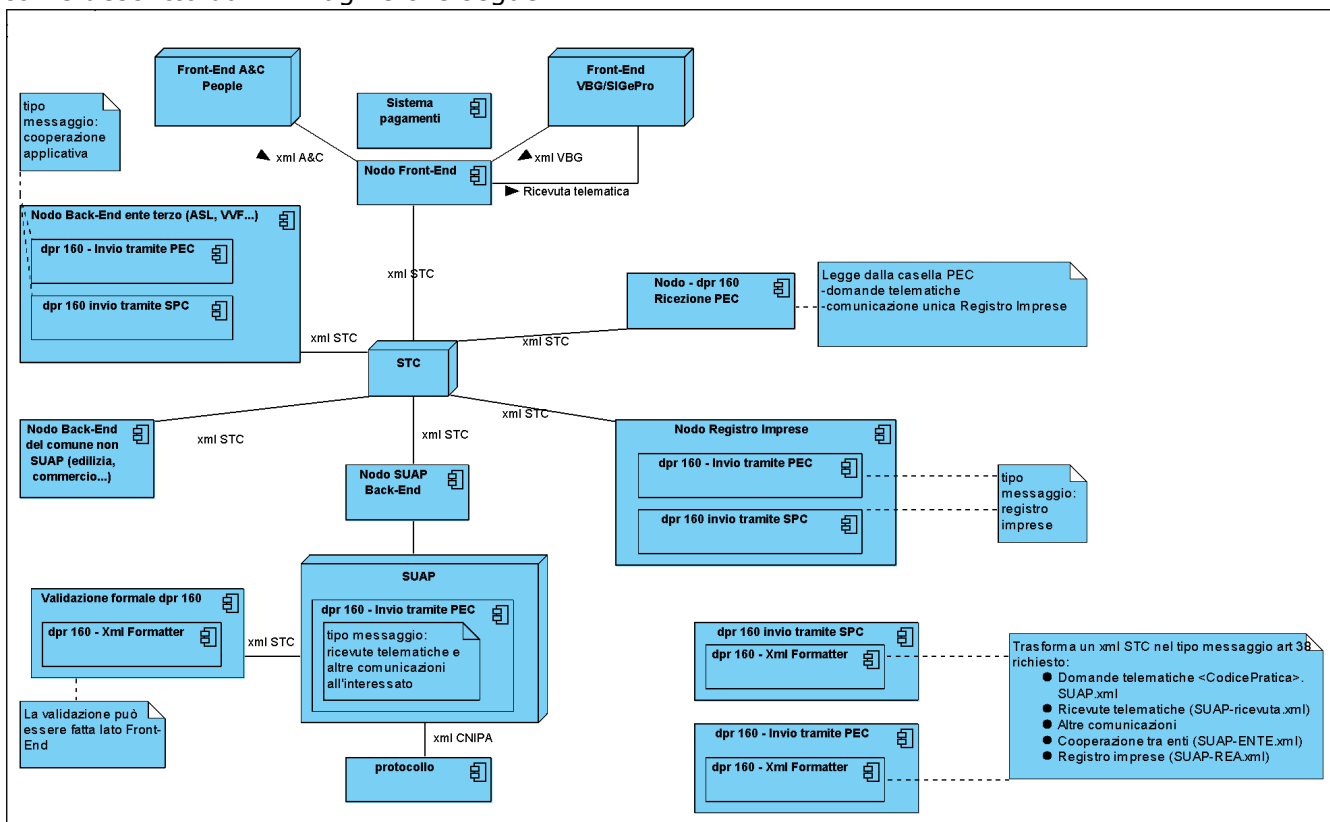 Front-End A&C
People
Front-End
VBG/SIGePro
Sistema
pagamenti
tipo
messaggio:
cooperazione
applicativa
xml A&C
xml VBG
Nodo Front-End
Ricevuta telematica
Nodo Back-End ente terzo (ASL, VVF...)
dpr 160 - Invio tramite PEC
dpr 160 invio tramite SPC
xml STC
Nodo - dpr 160
Ricezione PEC
Legge dalla casella PEC
-domande telematiche
-comunicazione unica Registro Imprese
xml STC
xml STC
STC
Nodo Back-End
del comune non
SUAP (edilizia,
commercio...)
xml STC
xml STC
xml STC
Nodo SUAP
Back-End
Nodo Registro Imprese
dpr 160 - Invio tramite PEC
dpr 160 invio tramite SPC
tipo
messaggio:
registro
imprese
SUAP
dpr 160 - Invio tramite PEC
tipo messaggio:
ricevute telematiche e
altre comunicazioni
all'interessato
Validazione formale dpr 160
dpr 160 - Xml Formatter
xml STC
La validazione può
essere fatta lato Front-
End
xml CNIPA
protocollo
dpr 160 invio tramite SPC
dpr 160 - Xml Formatter
dpr 160 - Invio tramite PEC
dpr 160 - Xml Formatter
Trasforma un xml STC nel tipo messaggio art 38
richiesto:
● Domande telematiche <CodicePratica>.
SUAP.xml
● Ricevute telematiche (SUAP-ricevuta.xml)
● Altre comunicazioni
● Cooperazione tra enti (SUAP-ENTE.xml)
● Registro imprese (SUAP-REA.xml)